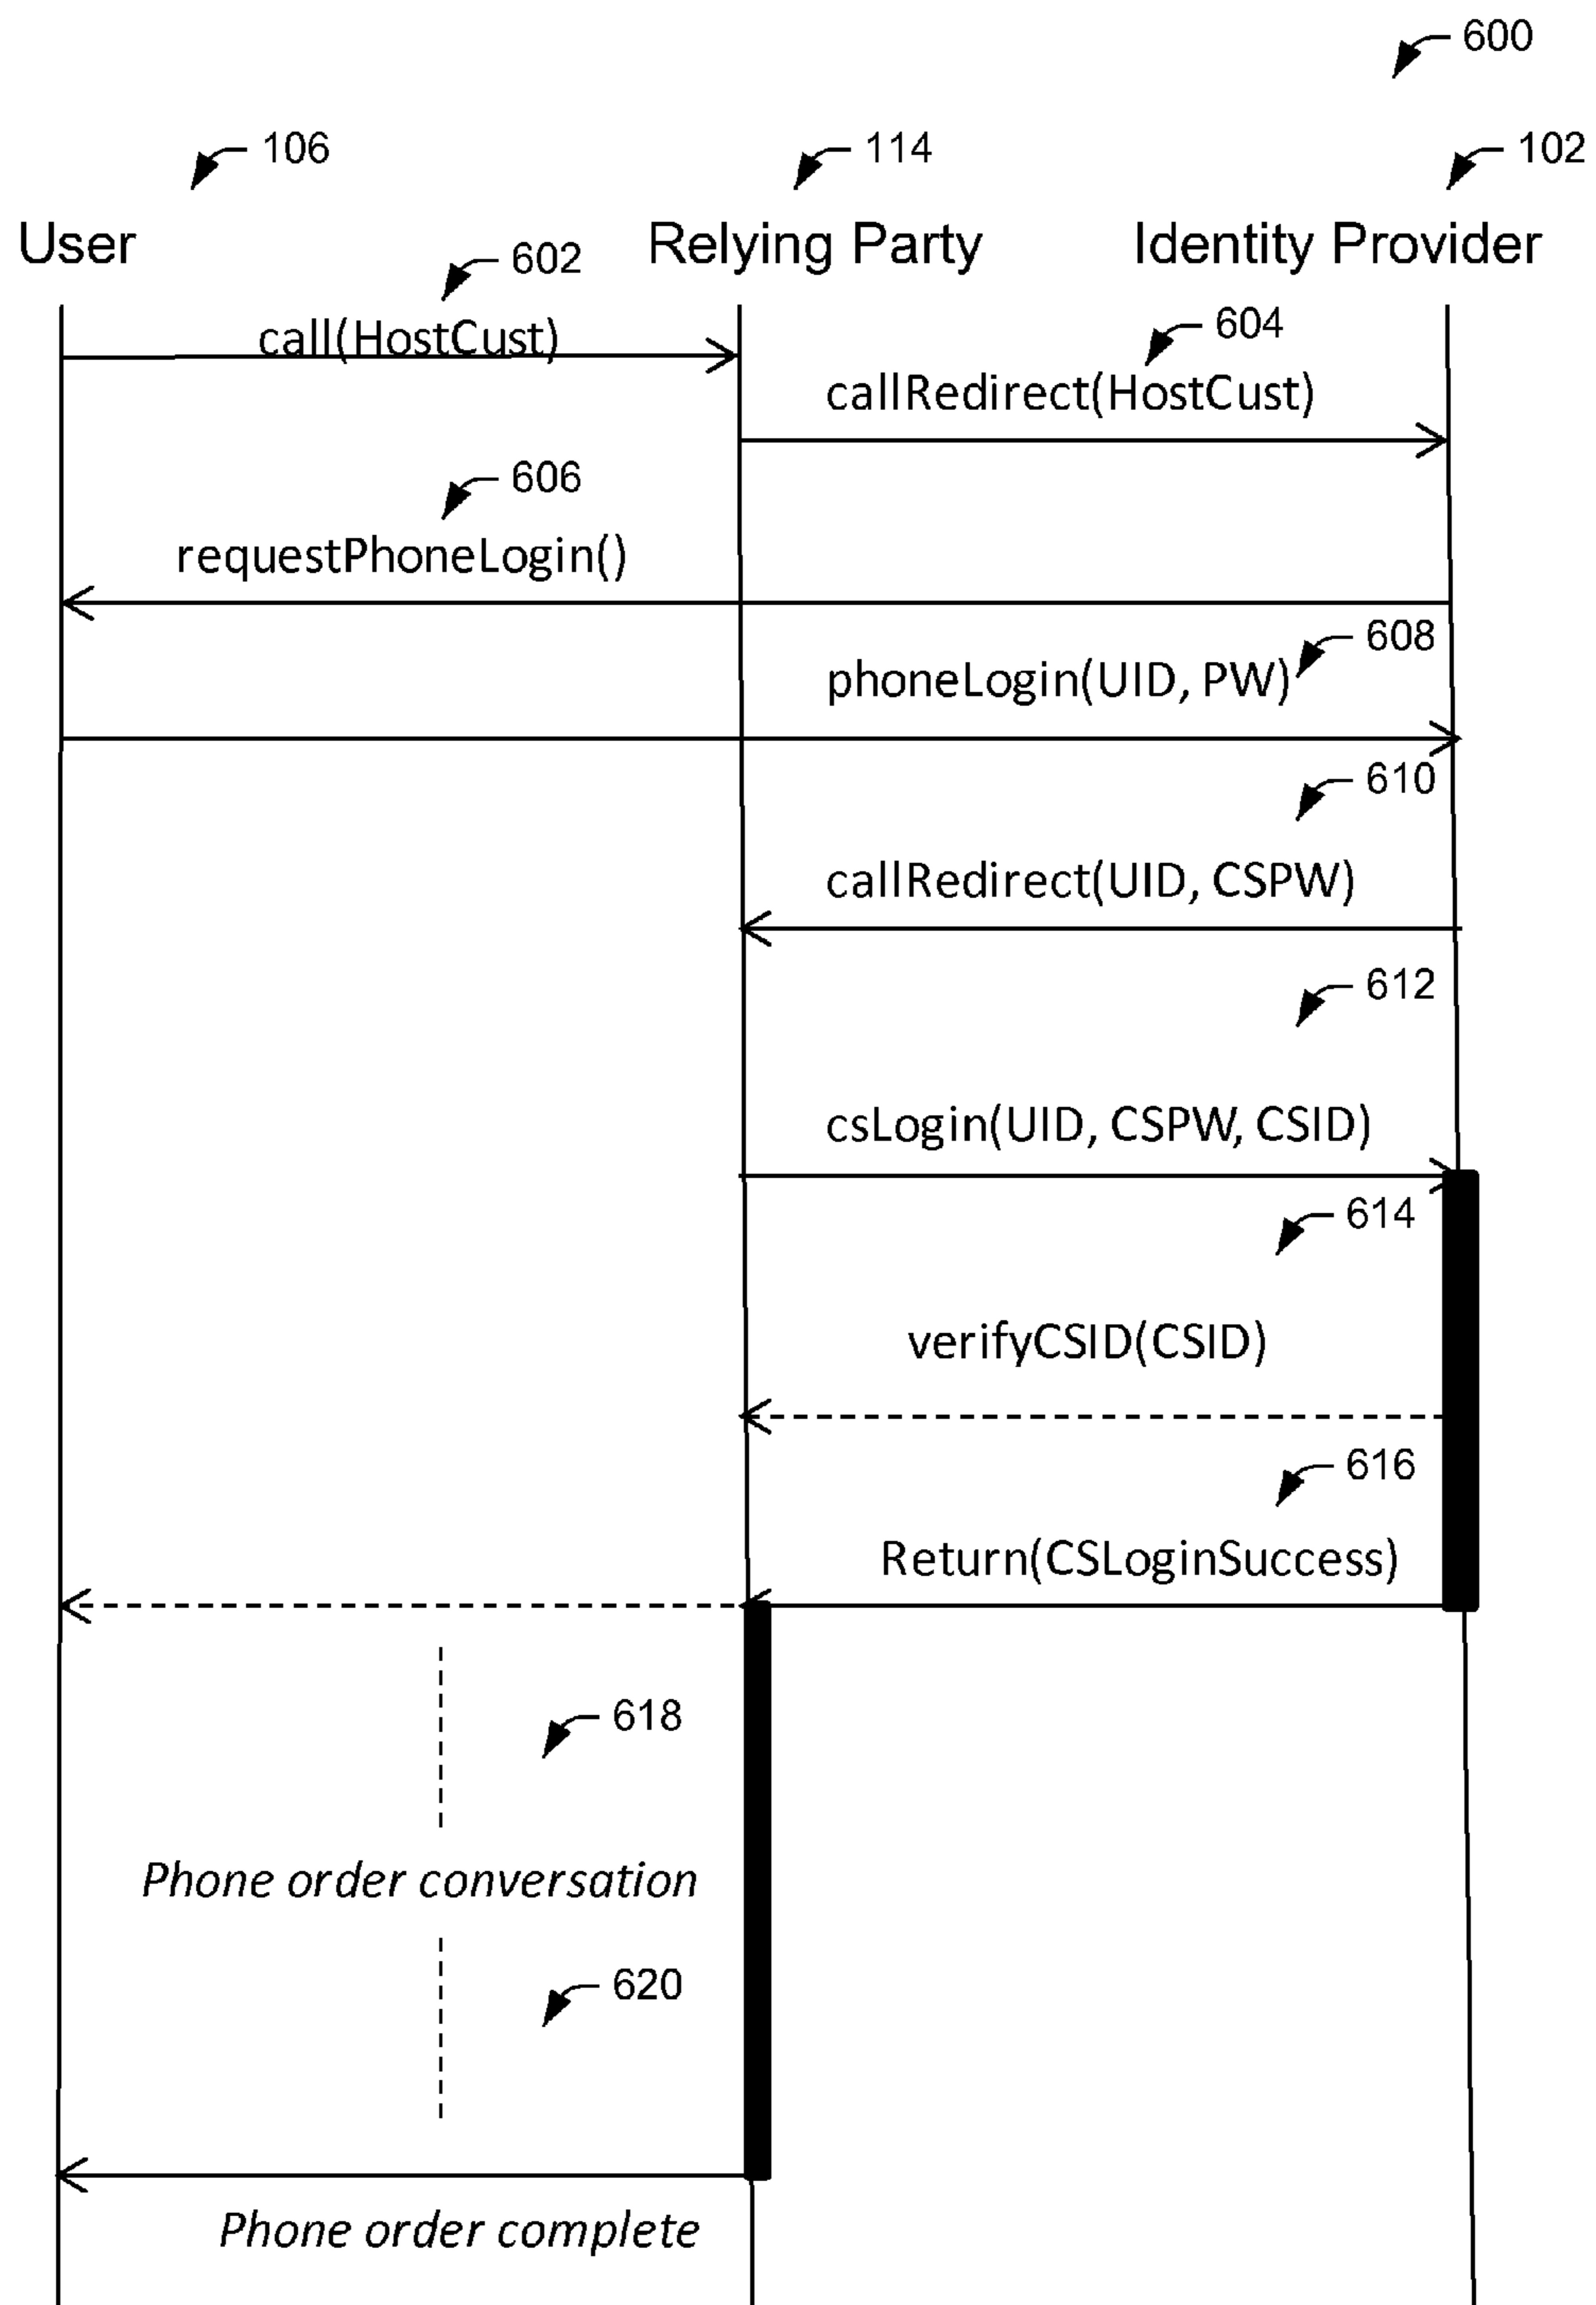 600
106
114
102
User
Relying Party
Identity Provider
602
call(HostCust)
604
callRedirect(HostCust)
606
requestPhoneLogin()
608
phoneLogin(UID, PW)
610
callRedirect(UID, CSPW)
612
csLogin(UID, CSPW, CSID)
614
verifyCSID(CSID)
616
Return(CSLoginSuccess)
618
Phone order conversation
620
Phone order complete